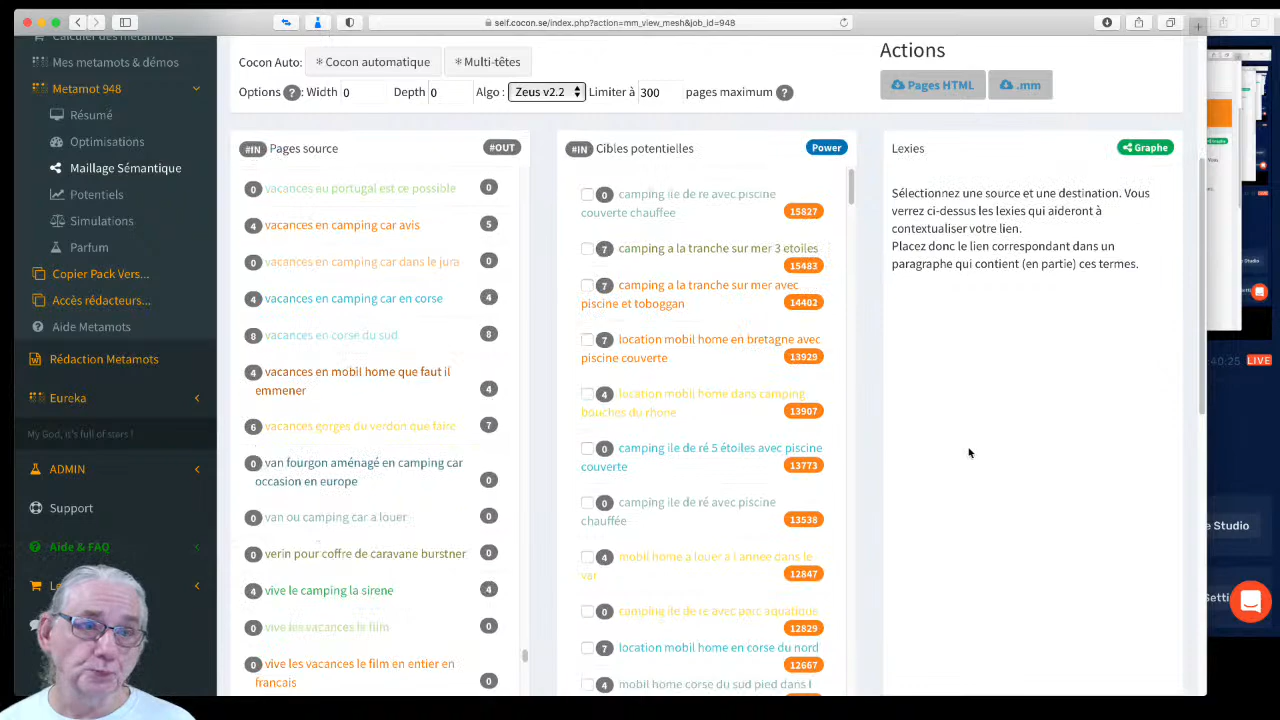 self.cocon.se/index.php?action=mm_view_mesh&job_id=948
Calculer des metamots
Mes metamots & démos
Metamot 948
Résumé
Optimisations
Maillage Sémantique
Potentiels
Simulations
Parfum
Copier Pack Vers...
Accès rédacteurs...
Aide Metamots
Rédaction Metamots
Eureka
My God, it's full of stars !
ADMIN
Support
Aide & FAQ
Cocon Auto:
Cocon automatique
Multi-têtes
Options ? : Width 0 Depth 0 Algo : Zeus v2.2 Limiter à 300 pages maximum ?
Actions
Pages HTML
.mm
#IN Pages source #OUT
0 vacances au portugal est ce possible 0
4 vacances en camping car avis 5
0 vacances en camping car dans le jura 0
4 vacances en camping car en corse 4
8 vacances en corse du sud 8
4 vacances en mobil home que faut il
emmener 4
6 vacances gorges du verdon que faire 7
0 van fourgon aménagé en camping car
occasion en europe 0
0 van ou camping car a louer 0
0 verin pour coffre de caravane burstner 0
4 vive le camping la sirene 4
0 vive les vacances le film 0
0 vive les vacances le film en entier en
francais 0
#IN Cibles potentielles Power
0 camping ile de re avec piscine
couverte chauffee 15827
7 camping a la tranche sur mer 3 etoiles
15483
7 camping a la tranche sur mer avec
piscine et toboggan 14402
7 location mobil home en bretagne avec
piscine couverte 13929
4 location mobil home dans camping
bouches du rhone 13907
0 camping ile de ré 5 étoiles avec piscine
couverte 13773
0 camping ile de ré avec piscine
chauffée 13538
4 mobil home a louer a l annee dans le
var 12847
0 camping ile de re avec parc aquatique
12829
7 location mobil home en corse du nord
12667
4 mobil home corse du sud pied dans l
Lexies Graphe
Sélectionnez une source et une destination. Vous
verrez ci-dessus les lexies qui aideront à
contextualiser votre lien.
Placez donc le lien correspondant dans un
paragraphe qui contient (en partie) ces termes.
:40:25 LIVE
e Studio
Setti